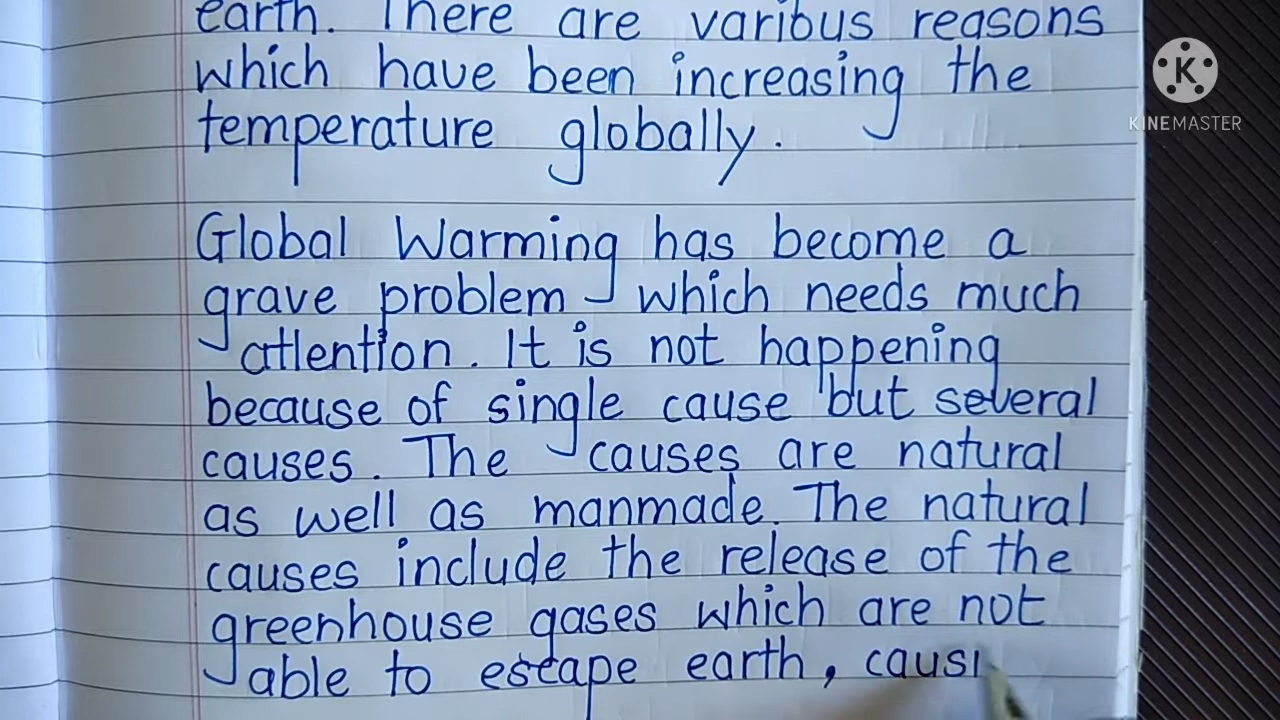 earth. There are various reasons
which have been increasing the
temperature globally.
Global Warming has become a
grave problem which needs much
attention. It is not happening
because of single cause but several
causes. The causes are natural
as well as manmade. The natural
causes include the release of the
greenhouse gases which are not
able to escape earth, causi
K
KINEMASTER